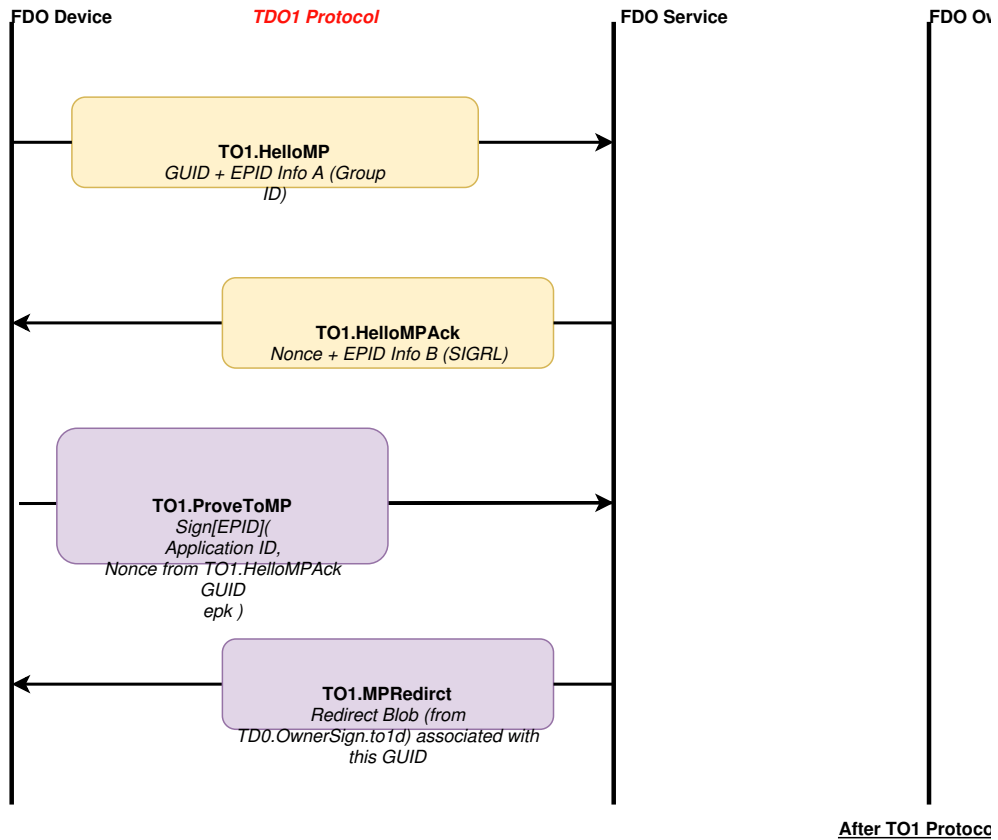 FDO Device
TDO1 Protocol
FDO Service
FDO
TO1.HelloMP
GUID + EPID Info A (Group
ID)
TO1.HelloMPAck
Nonce + EPID Info B (SIGRL)
TO1.ProveToMP
Sign[EPID](
Application ID,
Nonce from TO1.HelloMPAck
GUID
epk )
TO1.MPRedirct
Redirect Blob (from
TD0.OwnerSign.to1d) associated with
this GUID
After TO1